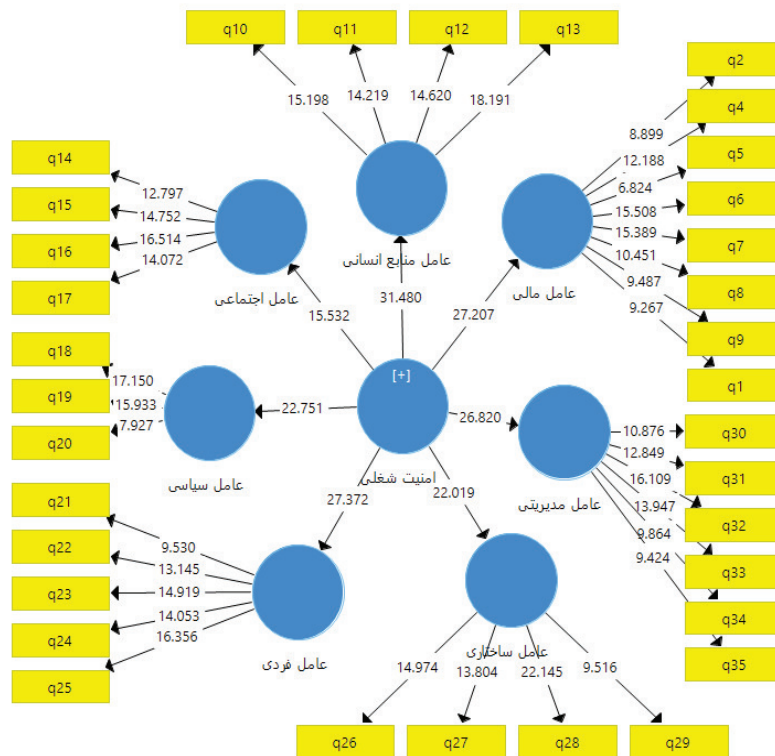 q10
q11
q12
q13
15.198
14.219
14.620
18.191
عامل منابع انسانی
31.480
q2
q4
q5
q6
q7
q8
q9
q1
8.899
12.188
6.824
15.508
15.389
10.451
9.487
9.267
عامل مالی
27.207
q14
q15
q16
q17
12.797
14.752
16.514
14.072
عامل اجتماعی
15.532
[+]
امنیت شغلی
q18
q19
q20
17.150
15.933
7.927
عامل سیاسی
22.751
q30
q31
q32
q33
q34
q35
10.876
12.849
16.109
13.947
9.864
9.424
عامل مدیریتی
26.820
q21
q22
q23
q24
q25
9.530
13.145
14.919
14.053
16.356
عامل فردی
27.372
22.019
عامل ساختاری
14.974
13.804
22.145
9.516
q26
q27
q28
q29